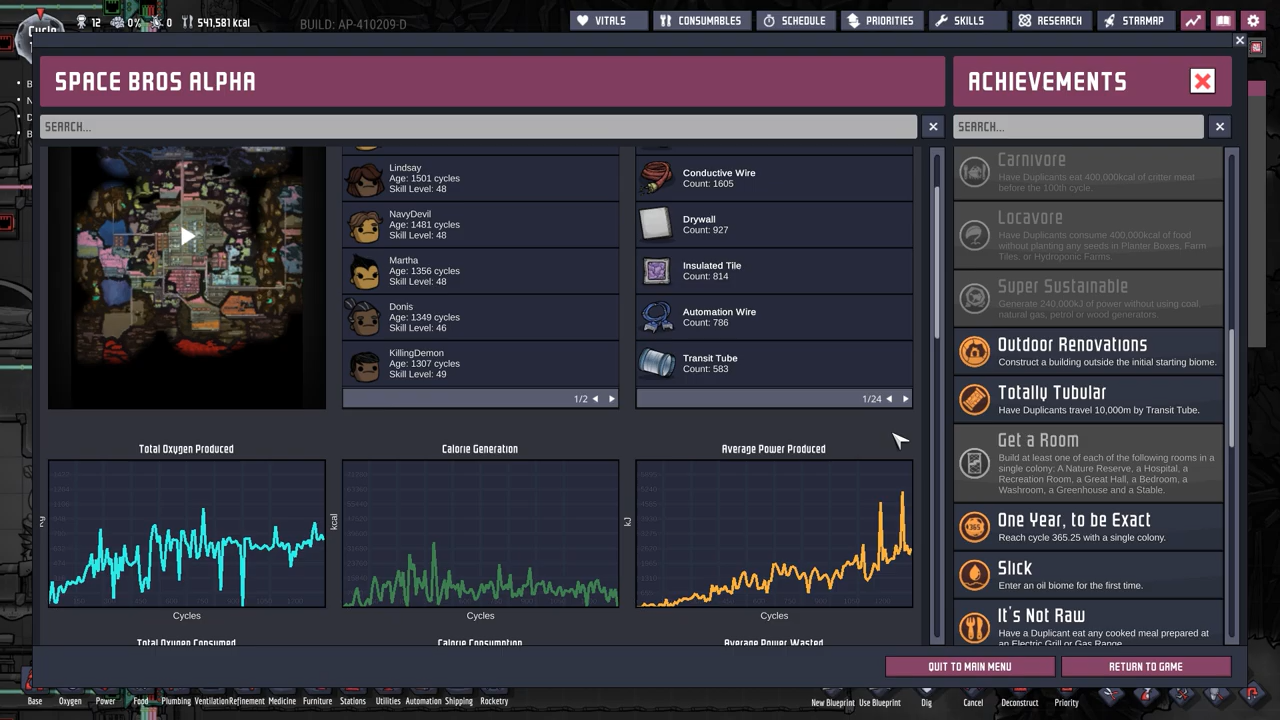 12
0%
0
541,581 kcal
BUILD: AP-410209-D
VITALS
CONSUMABLES
SCHEDULE
PRIORITIES
SKILLS
RESEARCH
STARMAP
Cycle
SPACE BROS ALPHA
SEARCH...
Lindsay
Age: 1501 cycles
Skill Level: 48
NavyDevil
Age: 1481 cycles
Skill Level: 48
Martha
Age: 1356 cycles
Skill Level: 48
Donis
Age: 1349 cycles
Skill Level: 46
KillingDemon
Age: 1307 cycles
Skill Level: 49
1/2
Conductive Wire
Count: 1605
Drywall
Count: 927
Insulated Tile
Count: 814
Automation Wire
Count: 786
Transit Tube
Count: 583
1/24
Total Oxygen Produced
Calorie Generation
Average Power Produced
kcal
kJ
Cycles
Cycles
Cycles
Total Oxygen Consumed
Calorie Consumption
Average Power Wasted
ACHIEVEMENTS
SEARCH...
Carnivore
Have Duplicants eat 400,000kcal of critter meat
before the 100th cycle.
Locavore
Have Duplicants consume 400,000kcal of food
without planting any seeds in Planter Boxes, Farm
Tiles, or Hydroponic Farms.
Super Sustainable
Generate 240,000kJ of power without using coal,
natural gas, petrol or wood generators.
Outdoor Renovations
Construct a building outside the initial starting biome.
Totally Tubular
Have Duplicants travel 10,000m by Transit Tube.
Get a Room
Build at least one of each of the following rooms in a
single colony: A Nature Reserve, a Hospital, a
Recreation Room, a Great Hall, a Bedroom, a
Washroom, a Greenhouse and a Stable.
One Year, to be Exact
Reach cycle 365.25 with a single colony.
Slick
Enter an oil biome for the first time.
It's Not Raw
Have a Duplicant eat any cooked meal prepared at
an Electric Grill or Gas Range.
QUIT TO MAIN MENU
RETURN TO GAME
Base
Oxygen
Power
Food
Plumbing
Ventilation
Refinement
Medicine
Furniture
Stations
Utilities
Automation
Shipping
Rocketry
New Blueprint
Use Blueprint
Dig
Cancel
Deconstruct
Priority